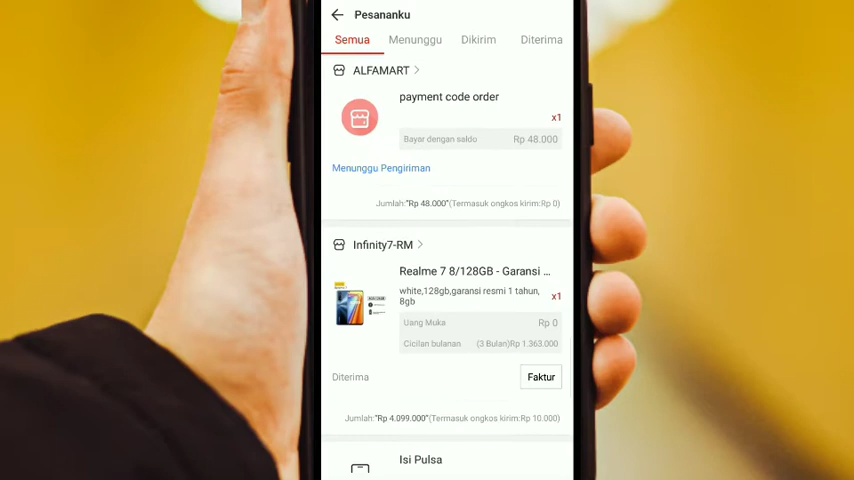 Pesananku
Semua Menunggu Dikirim Diterima
ALFAMART
payment code order
x1
Bayar dengan saldo Rp 48.000
Menunggu Pengiriman
Jumlah:"Rp 48.000"(Termasuk ongkos kirim:Rp 0)
Infinity7-RM
Realme 7 8/128GB - Garansi ...
white,128gb,garansi resmi 1 tahun,
8gb
x1
Uang Muka Rp 0
Cicilan bulanan (3 Bulan)Rp 1.363.000
Diterima Faktur
Jumlah:"Rp 4.099.000"(Termasuk ongkos kirim:Rp 10.000)
Isi Pulsa